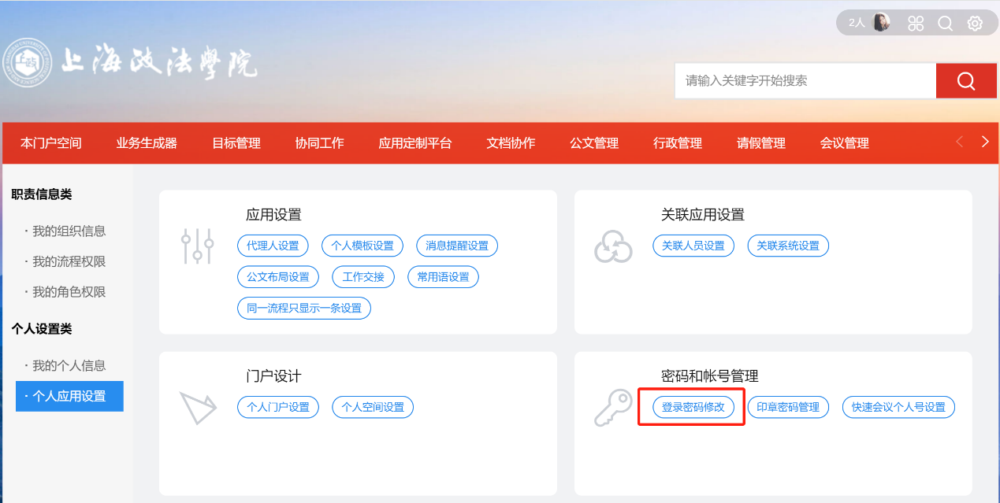 2人
上海政法學院
上政
请输入关键字开始搜索
本门户空间 业务生成器 目标管理 协同工作 应用定制平台 文档协作 公文管理 行政管理 请假管理 会议管理
职责信息类
· 我的组织信息
· 我的流程权限
· 我的角色权限
个人设置类
· 我的个人信息
· 个人应用设置
应用设置
代理人设置 个人模板设置 消息提醒设置
公文布局设置 工作交接 常用语设置
同一流程只显示一条设置
关联应用设置
关联人员设置 关联系统设置
门户设计
个人门户设置 个人空间设置
密码和帐号管理
登录密码修改 印章密码管理 快速会议个人号设置